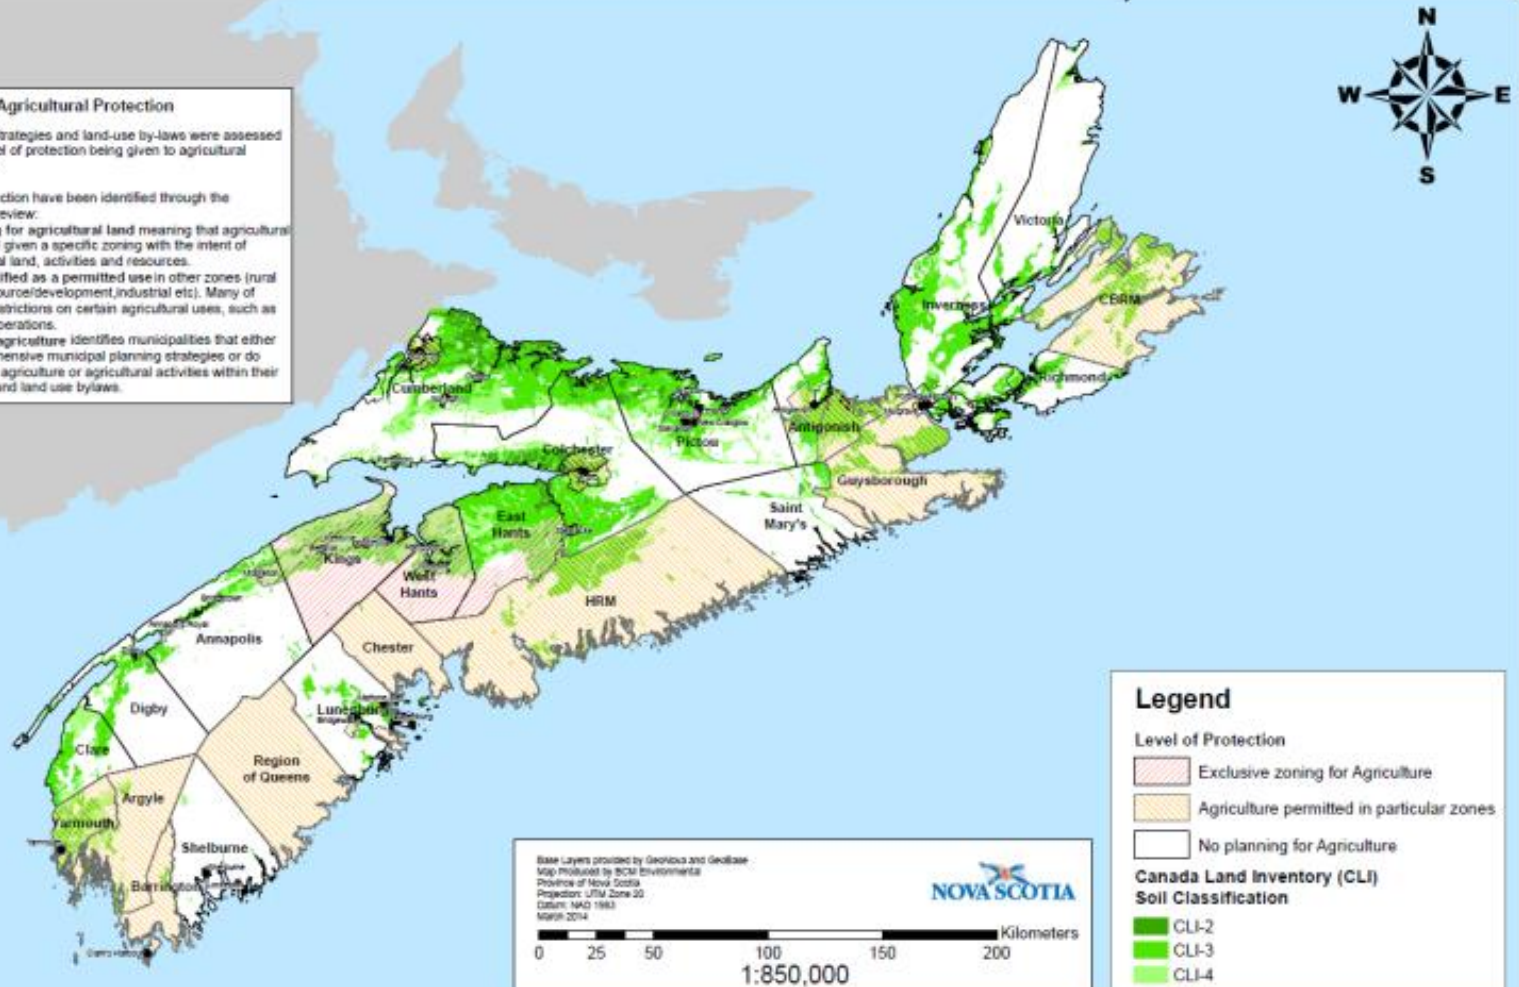 N
W E
S
Agricultural Protection
trategies and land-use by-laws were assessed
el of protection being given to agricultural
ction have been identified through the
eview:
g for agricultural land meaning that agricultural
given a specific zoning with the intent of
al land, activities and resources.
ified as a permitted use in other zones (rural
ource/development,industrial etc). Many of
strictions on certain agricultural uses, such as
perations.
agriculture identifies municipalities that either
hensive municipal planning strategies or do
agriculture or agricultural activities within their
and land use bylaws.
Victoria
CBRM
Inverness
Richmond
Cumberland
Antigonish
Pictou
Colchester
Guysborough
Saint
Mary's
East
Hants
Kings
West
Hants
HRM
Annapolis
Chester
Digby
Lunenburg
Clare
Region
of Queens
Argyle
Yarmouth
Shelburne
Barrington
Base Layers provided by GeoNova and GeoBase
Map Produced by BCM Environmental
Province of Nova Scotia
Projection: UTM Zone 20
Datum: NAD 1983
March 2014
NOVA SCOTIA
Kilometers
0 25 50 100 150 200
1:850,000
Legend
Level of Protection
Exclusive zoning for Agriculture
Agriculture permitted in particular zones
No planning for Agriculture
Canada Land Inventory (CLI)
Soil Classification
CLI-2
CLI-3
CLI-4